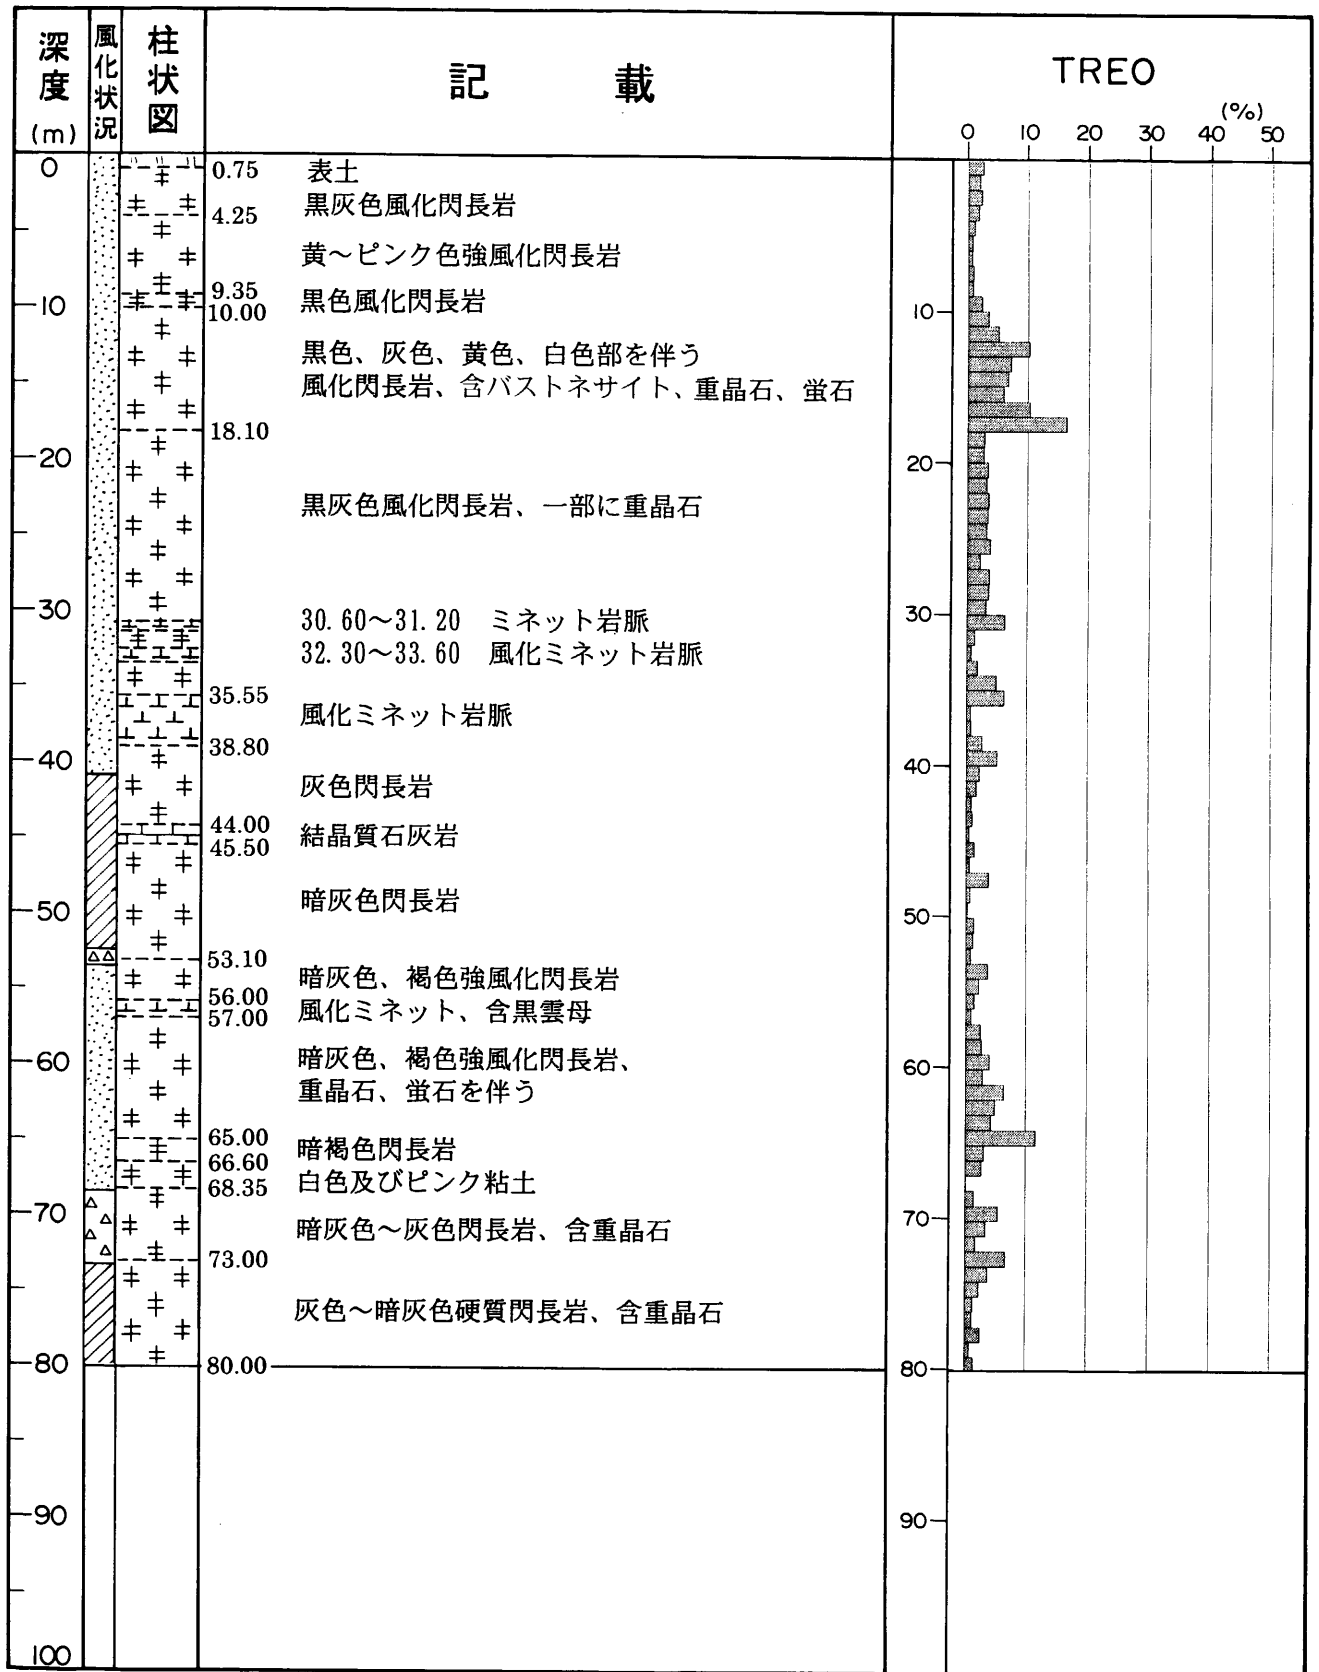 深度(m)
風化状況
柱状図
記 載
TREO
(%)
0 10 20 30 40 50
0
10
20
30
40
50
60
70
80
90
100
0.75 表土
黒灰色風化閃長岩
4.25
黄～ピンク色強風化閃長岩
9.35
黒色風化閃長岩
10.00
黒色、灰色、黄色、白色部を伴う
風化閃長岩、含バストネサイト、重晶石、蛍石
18.10
黒灰色風化閃長岩、一部に重晶石
30.60～31.20 ミネット岩脈
32.30～33.60 風化ミネット岩脈
35.55
風化ミネット岩脈
38.80
灰色閃長岩
44.00
結晶質石灰岩
45.50
暗灰色閃長岩
53.10
暗灰色、褐色強風化閃長岩
56.00
風化ミネット、含黒雲母
57.00
暗灰色、褐色強風化閃長岩、
重晶石、蛍石を伴う
65.00
暗褐色閃長岩
66.60
白色及びピンク粘土
68.35
暗灰色～灰色閃長岩、含重晶石
73.00
灰色～暗灰色硬質閃長岩、含重晶石
80.00
10
20
30
40
50
60
70
80
90